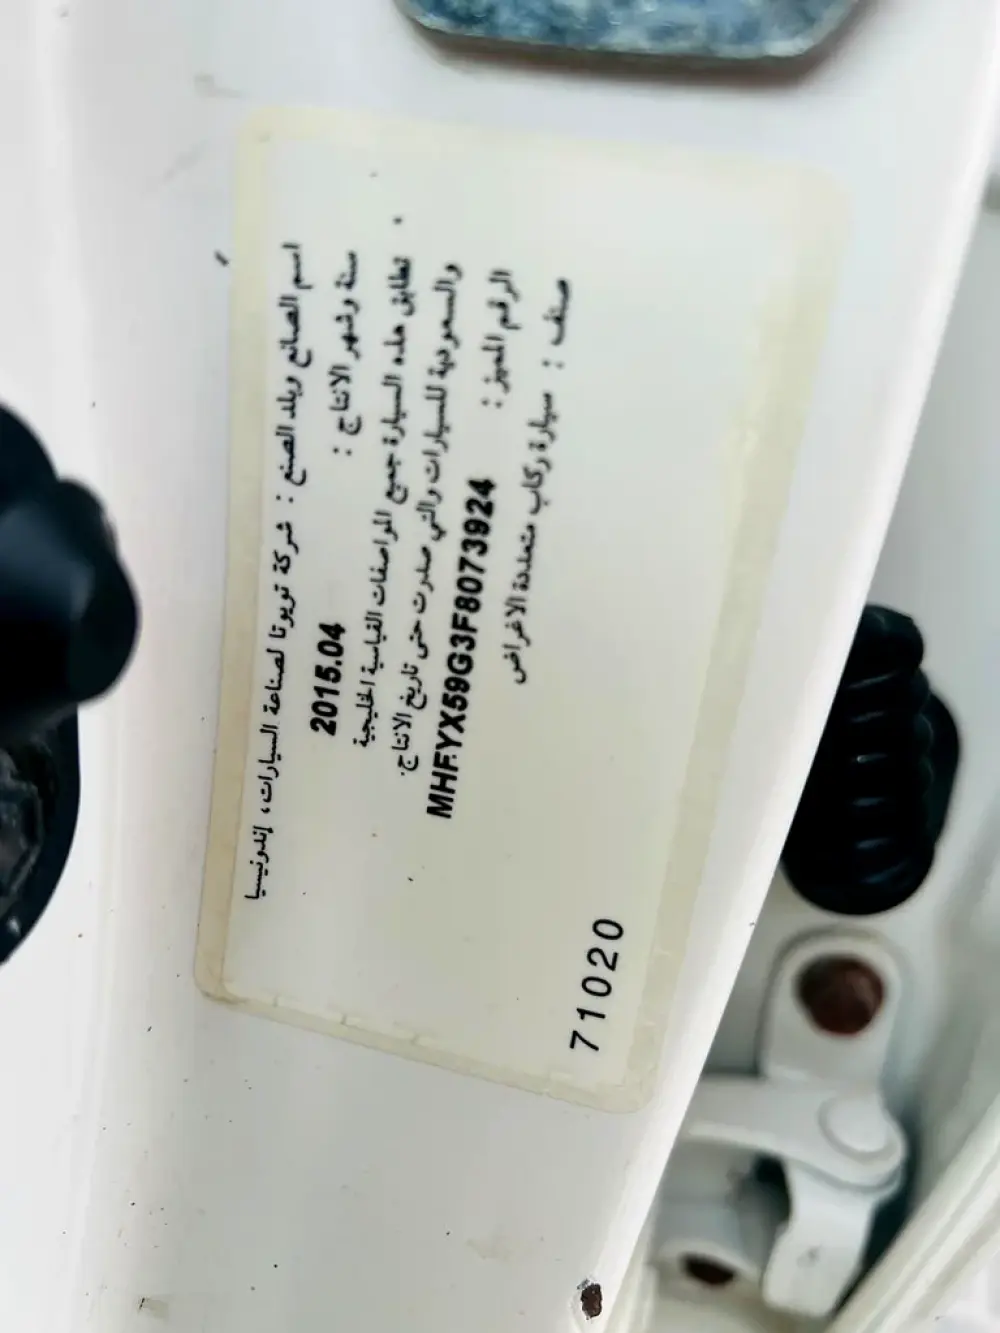 اسم الصانع وبلد الصنع : شركة تويوتا لصناعة السيارات، إندونيسيا
سنة وشهر الانتاج : 2015.04
تطابق هذه السيارة جميع المواصفات القياسية الخليجية
والسعودية للسيارات والتي صدرت حتى تاريخ الانتاج.
الرقم المميز : MHFYX59G3F8073924
صنف : سيارة ركاب متعددة الاغراض
71020